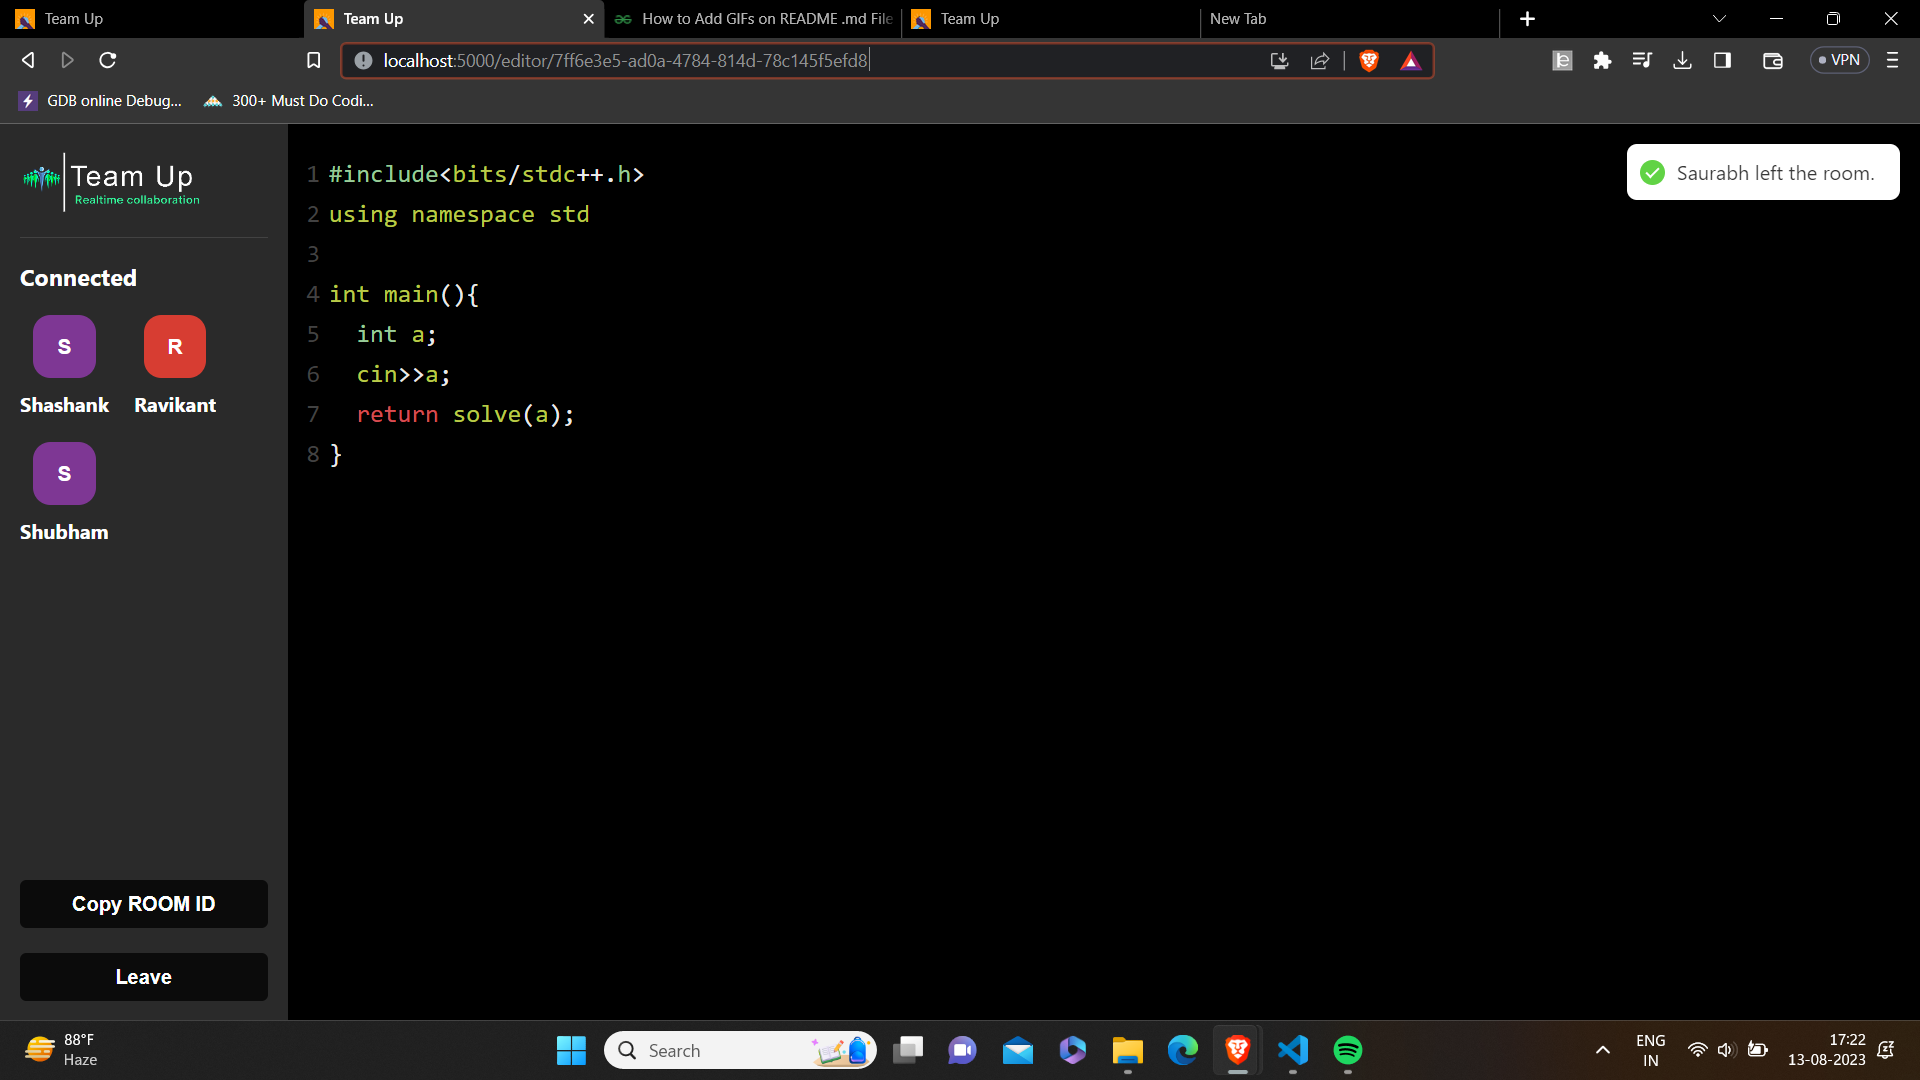 Team Up
Team Up
How to Add GIFs on README .md File
Team Up
New Tab
localhost:5000/editor/7ff6e3e5-ad0a-4784-814d-78c145f5efd8
VPN
GDB online Debug...
300+ Must Do Codi...
Team Up
Realtime collaboration
Connected
S
R
Shashank
Ravikant
S
Shubham
Copy ROOM ID
Leave
1 #include<bits/stdc++.h>
2 using namespace std
3
4 int main(){
5   int a;
6   cin>>a;
7   return solve(a);
8 }
Saurabh left the room.
88°F
Haze
Search
ENG
IN
17:22
13-08-2023